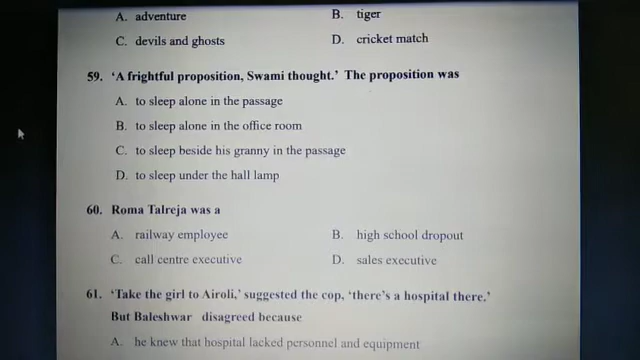 A. adventure B. tiger
C. devils and ghosts D. cricket match
59. ‘A frightful proposition, Swami thought.’ The proposition was
A. to sleep alone in the passage
B. to sleep alone in the office room
C. to sleep beside his granny in the passage
D. to sleep under the hall lamp
60. Roma Talreja was a
A. railway employee B. high school dropout
C. call centre executive D. sales executive
61. ‘Take the girl to Airoli,’ suggested the cop, ‘there’s a hospital there.’
But Baleshwar disagreed because
A. he knew that hospital lacked personnel and equipment